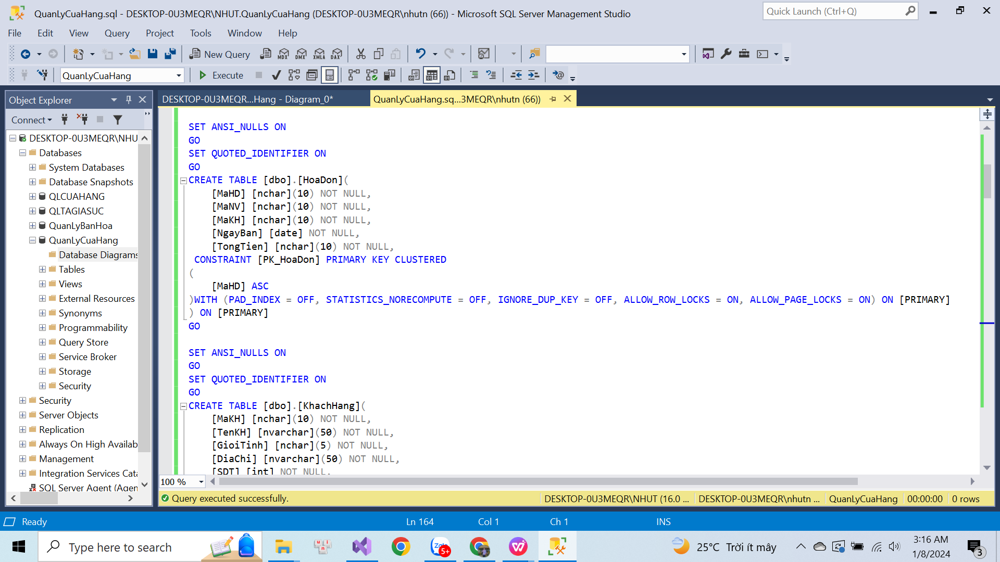 QuanLyCuaHang.sql - DESKTOP-0U3MEQR\NHUT.QuanLyCuaHang (DESKTOP-0U3MEQR\nhutn (66)) - Microsoft SQL Server Management Studio
Quick Launch (Ctrl+Q)
File Edit View Query Project Tools Window Help
New Query MDX DMX XMLA DAX
QuanLyCuaHang Execute
Object Explorer
DESKTOP-0U3MEQR...Hang - Diagram_0*
QuanLyCuaHang.sq...3MEQR\nhutn (66))
Connect
DESKTOP-0U3MEQR\NHU
Databases
System Databases
Database Snapshots
QLCUAHANG
QLTAGIASUC
QuanLyBanHoa
QuanLyCuaHang
Database Diagrams
Tables
Views
External Resources
Synonyms
Programmability
Query Store
Service Broker
Storage
Security
Security
Server Objects
Replication
Always On High Availab
Management
Integration Services Cata
SQL Server Agent (Agen
SET ANSI_NULLS ON
GO
SET QUOTED_IDENTIFIER ON
GO
CREATE TABLE [dbo].[HoaDon](
[MaHD] [nchar](10) NOT NULL,
[MaNV] [nchar](10) NOT NULL,
[MaKH] [nchar](10) NOT NULL,
[NgayBan] [date] NOT NULL,
[TongTien] [nchar](10) NOT NULL,
CONSTRAINT [PK_HoaDon] PRIMARY KEY CLUSTERED
(
[MaHD] ASC
)WITH (PAD_INDEX = OFF, STATISTICS_NORECOMPUTE = OFF, IGNORE_DUP_KEY = OFF, ALLOW_ROW_LOCKS = ON, ALLOW_PAGE_LOCKS = ON) ON [PRIMARY]
) ON [PRIMARY]
GO
SET ANSI_NULLS ON
GO
SET QUOTED_IDENTIFIER ON
GO
CREATE TABLE [dbo].[KhachHang](
[MaKH] [nchar](10) NOT NULL,
[TenKH] [nvarchar](50) NOT NULL,
[GioiTinh] [nchar](5) NOT NULL,
[DiaChi] [nvarchar](50) NOT NULL,
[SDT] [int] NOT NULL,
100 %
Query executed successfully.
DESKTOP-0U3MEQR\NHUT (16.0 ... DESKTOP-0U3MEQR\nhutn ... QuanLyCuaHang 00:00:00 0 rows
Ready Ln 164 Col 1 Ch 1 INS
Type here to search
Zalo 5+
25°C Trời ít mây
3:16 AM
1/8/2024
3